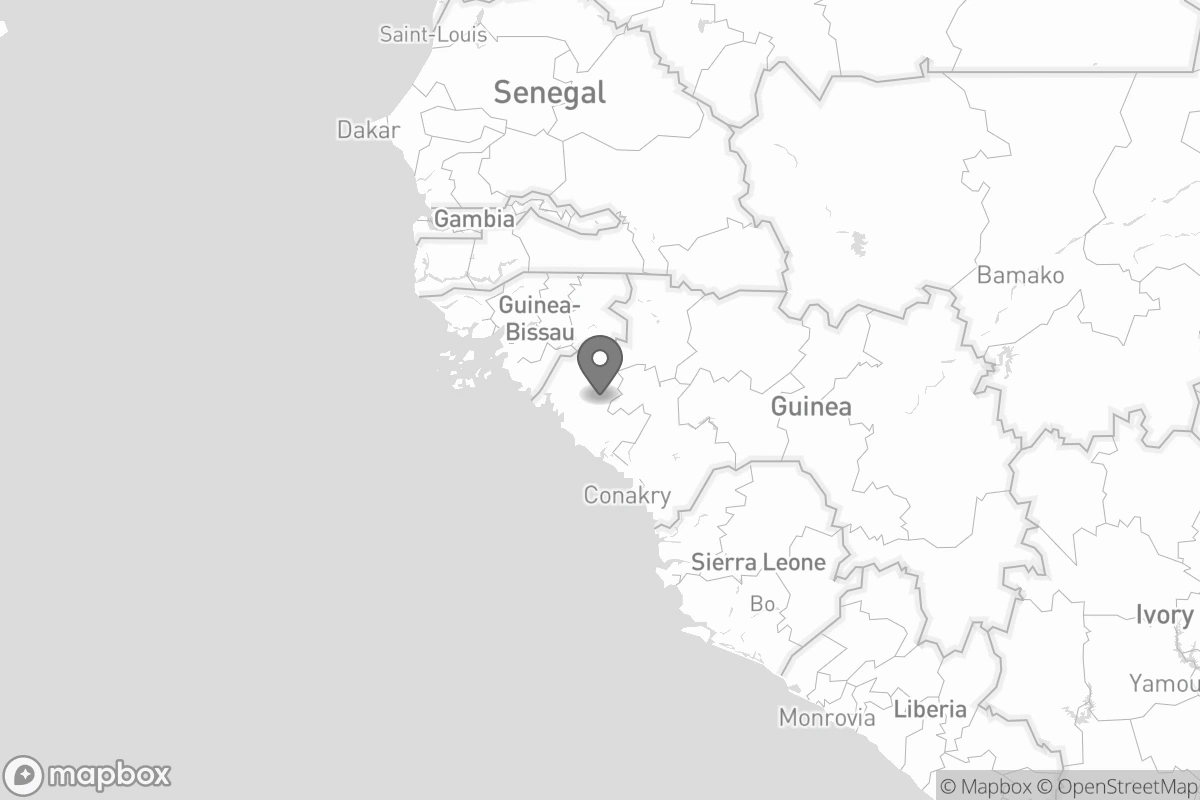 Saint-Louis
Senegal
Dakar
Gambia
Bamako
Guinea-
Bissau
Guinea
Conakry
Sierra Leone
Bo
Ivory
Yamou
Liberia
Monrovia
mapbox
© Mapbox © OpenStreetMap